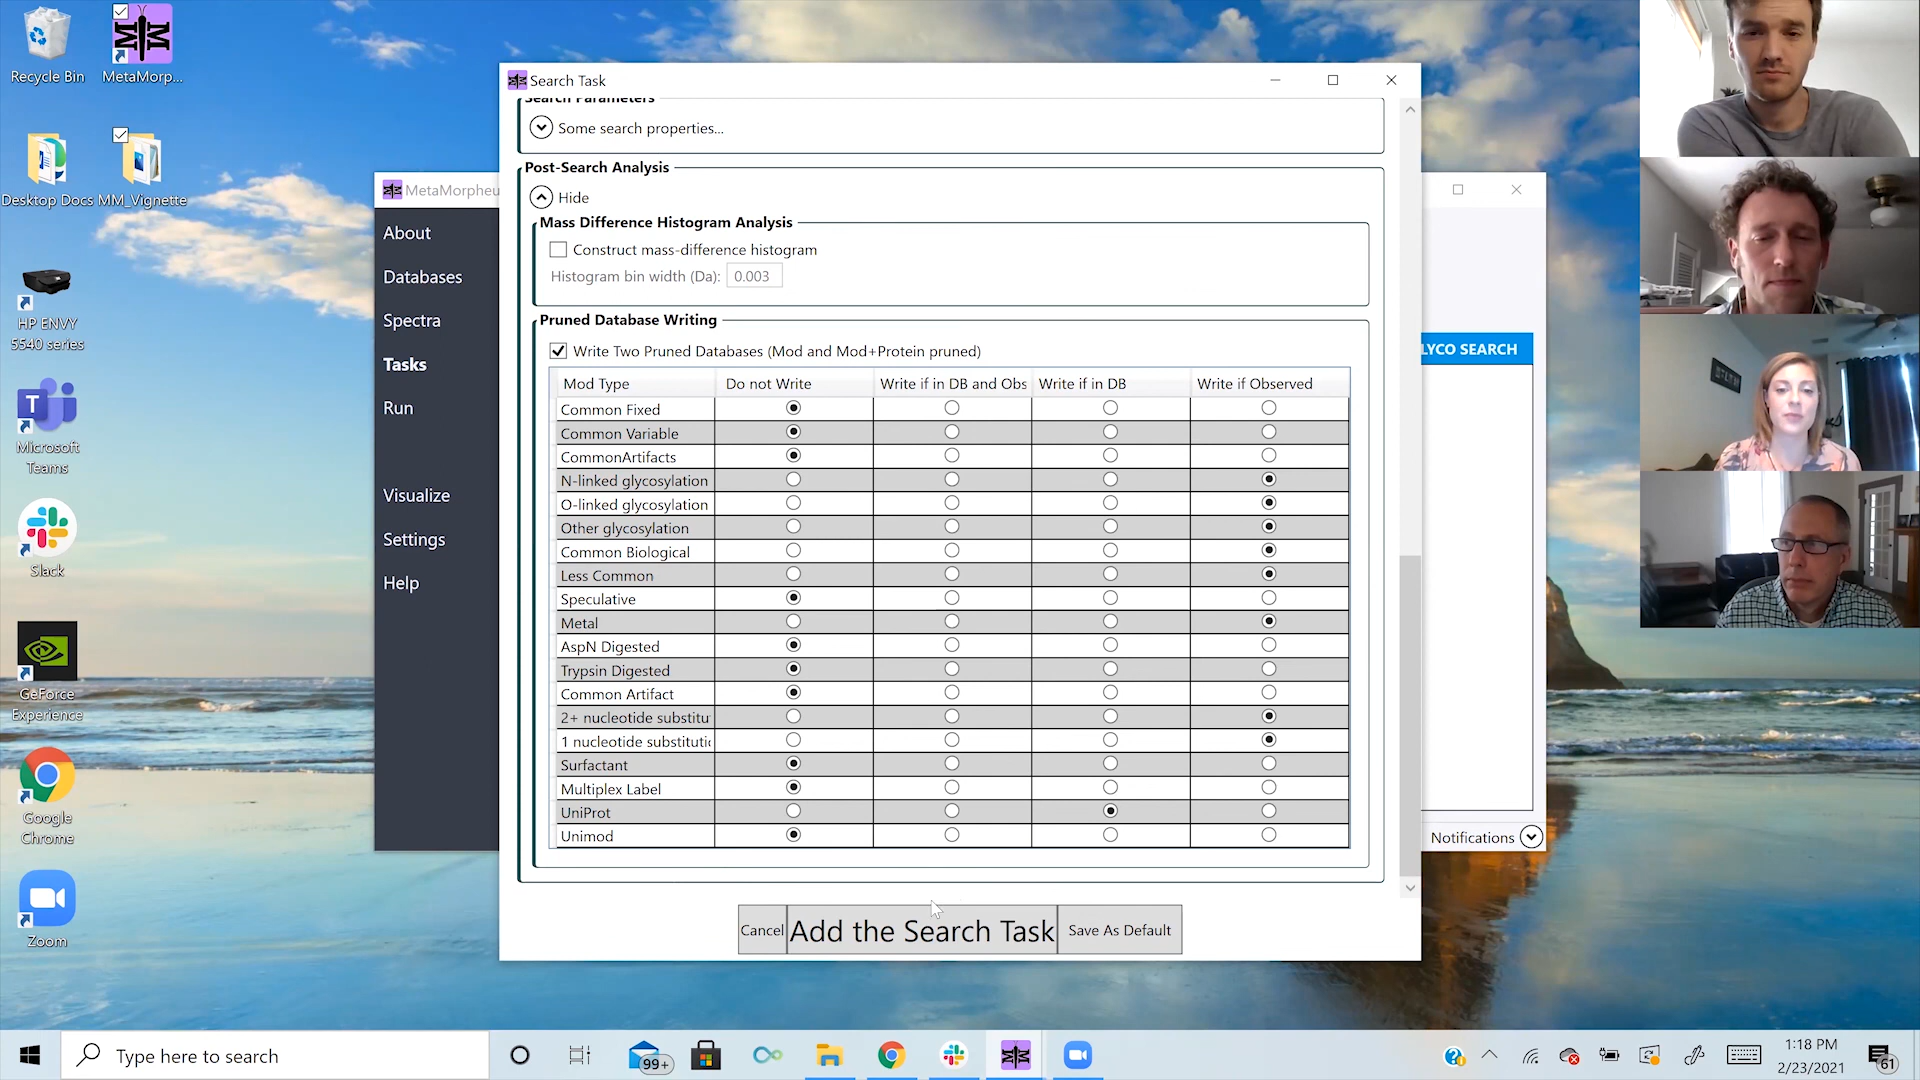 Recycle Bin
MetaMorp...
Desktop Docs
MM_Vignette
HP ENVY
5540 series
Microsoft
Teams
Slack
GeForce
Experience
Google
Chrome
Zoom
MetaMorpheu
About
Databases
Spectra
Tasks
Run
Visualize
Settings
Help
LYCO SEARCH
Notifications
Search Task
Search Parameters
Some search properties...
Post-Search Analysis
Hide
Mass Difference Histogram Analysis
Construct mass-difference histogram
Histogram bin width (Da): 0.003
Pruned Database Writing
Write Two Pruned Databases (Mod and Mod+Protein pruned)
Mod Type Do not Write Write if in DB and Obs Write if in DB Write if Observed
Common Fixed
Common Variable
CommonArtifacts
N-linked glycosylation
O-linked glycosylation
Other glycosylation
Common Biological
Less Common
Speculative
Metal
AspN Digested
Trypsin Digested
Common Artifact
2+ nucleotide substitu
1 nucleotide substituti
Surfactant
Multiplex Label
UniProt
Unimod
Cancel Add the Search Task Save As Default
Type here to search
99+
1:18 PM
2/23/2021
61